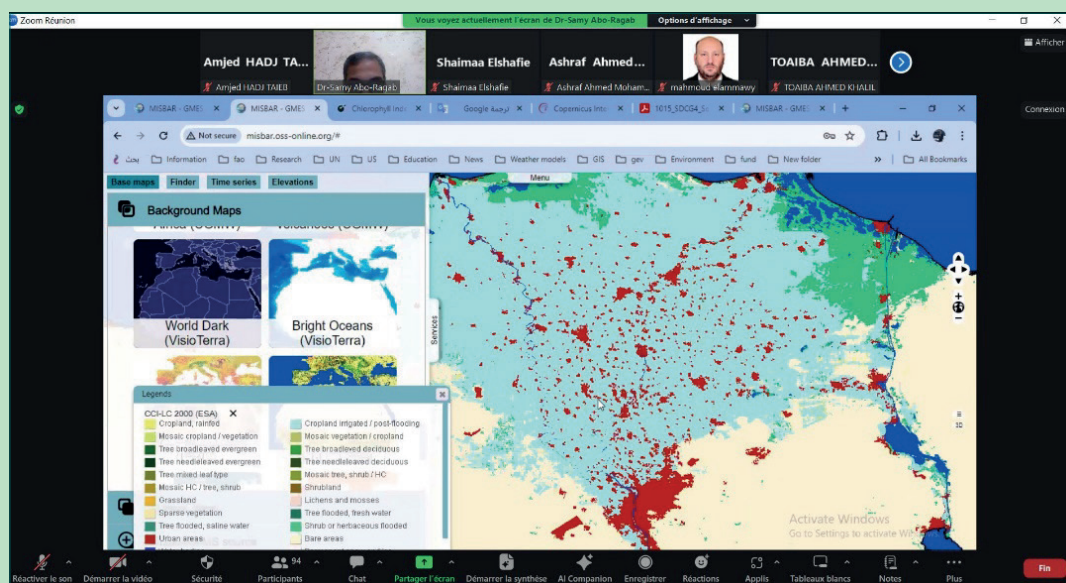 Zoom Réunion
Vous voyez actuellement l'écran de Dr-Samy Abo-Ragab
Options d'affichage
Afficher
Amjed HADJ TA...
Shaimaa Elshafie
Ashraf Ahmed...
TOAIBA AHMED...
Amjed HADJ TAIEB
Dr-Samy Abo-Ragab
Shaimaa Elshafie
Ashraf Ahmed Moham...
mahmoud elammawy
TOAIBA AHMED KHALIL
MISBAR - GMES
MISBAR - GMES
Chlorophyll Ind
ترجمة Google
Copernicus Inte
1015_SDCG4_Se
MISBAR - GMES
Connexion
Not secure
misbar.oss-online.org/#
بحث
Information
fao
Research
UN
US
Education
News
Weather models
GIS
gev
Environment
fund
New folder
All Bookmarks
Base maps
Finder
Time series
Elevations
Menu
Background Maps
World Dark
(VisioTerra)
Bright Oceans
(VisioTerra)
Services
Legends
CCI-LC 2000 (ESA)
Cropland, rainfed
Cropland irrigated / post-flooding
Mosaic cropland / vegetation
Mosaic vegetation / cropland
Tree broadleaved evergreen
Tree broadleaved deciduous
Tree needleleaved evergreen
Tree needleleaved deciduous
Tree mixed leaf type
Mosaic tree, shrub / HC
Mosaic HC / tree, shrub
Shrubland
Grassland
Lichens and mosses
Sparse vegetation
Tree flooded, fresh water
Tree flooded, saline water
Shrub or herbaceous flooded
Urban areas
Bare areas
Activate Windows
Go to Settings to activate
Réactiver le son
Démarrer la vidéo
Sécurité
94
Participants
Chat
Partager l'écran
Démarrer la synthèse
AI Companion
Enregistrer
Réactions
Applis
Tableaux blancs
Notes
Plus
Fin